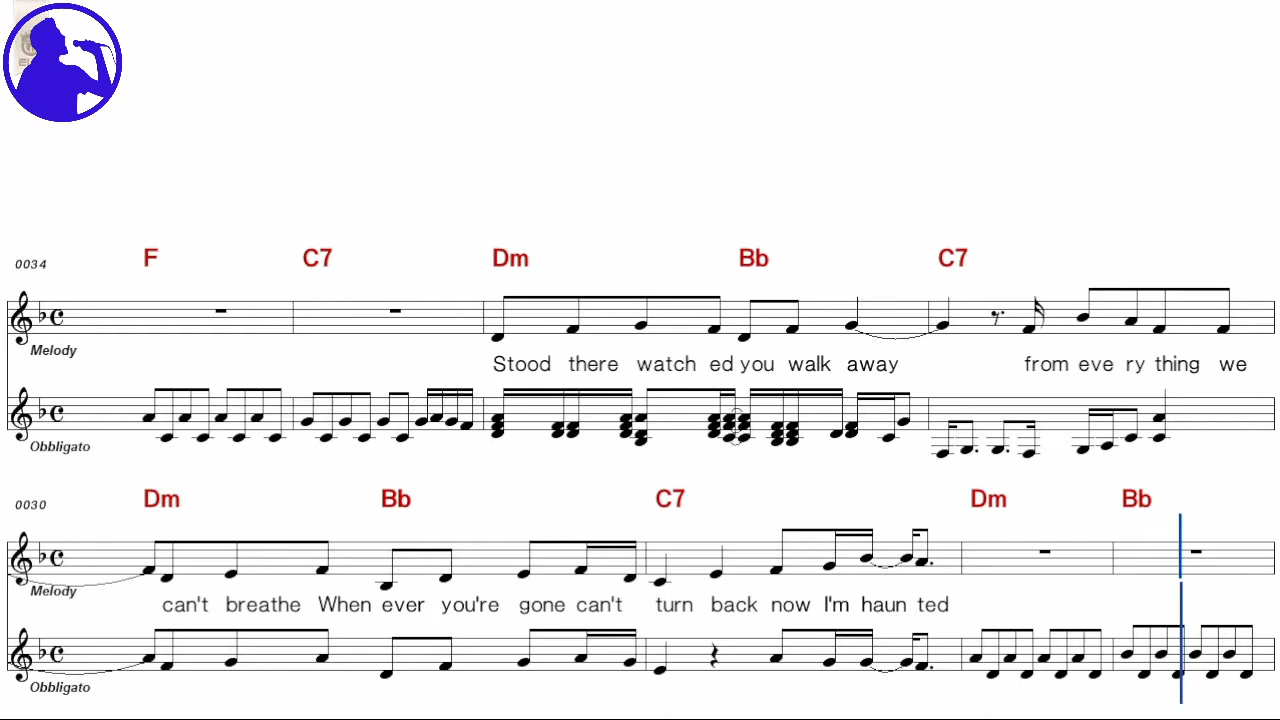 F C7 Dm Bb C7
0034
Melody
Stood there watch ed you walk away from eve ry thing we
Obbligato
Dm Bb C7 Dm Bb
0030
Melody
can't breathe When ever you're gone can't turn back now I'm haun ted
Obbligato